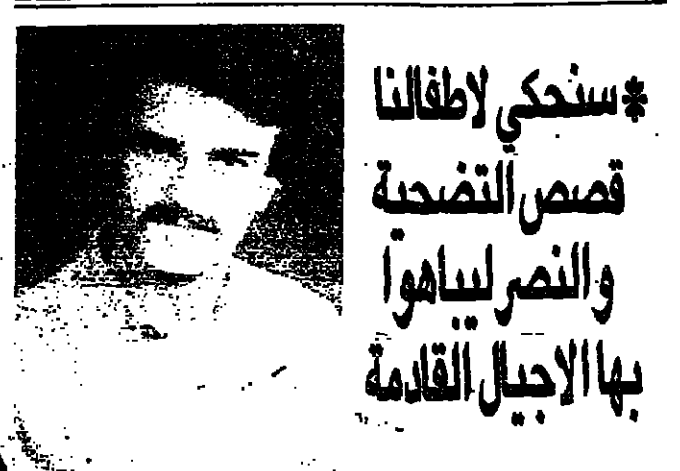 * سنحكي لاطفالنا
قصص التضحية
والنصر ليباهوا
بها الاجيال القادمة